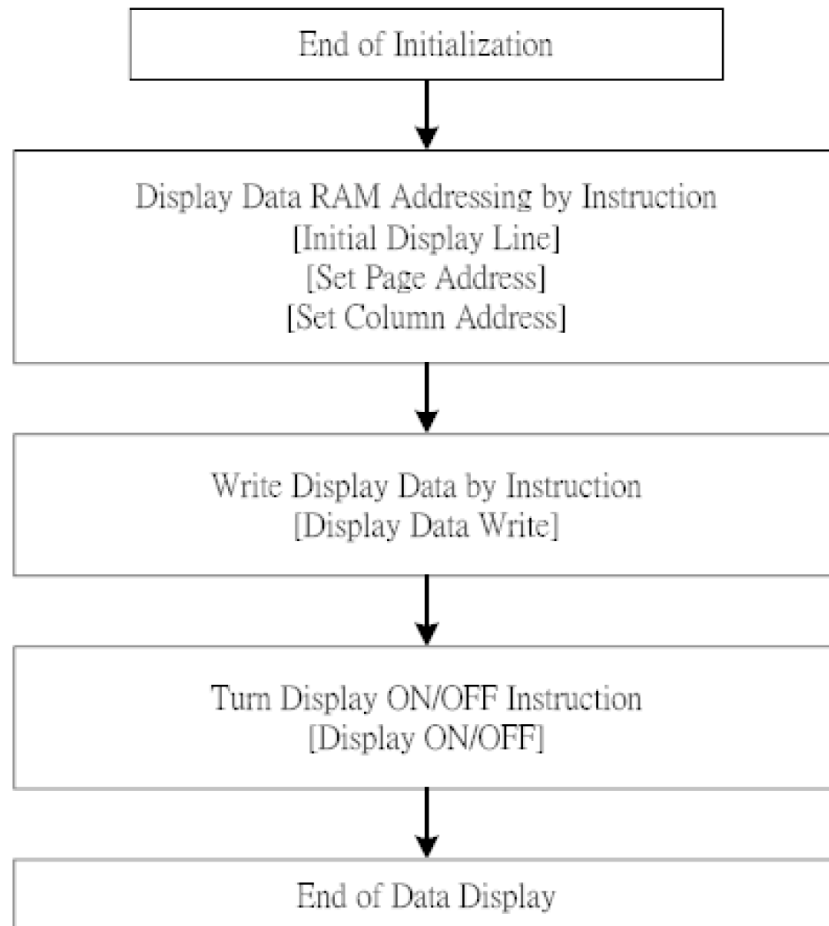 End of Initialization
Display Data RAM Addressing by Instruction
[Initial Display Line]
[Set Page Address]
[Set Column Address]
Write Display Data by Instruction
[Display Data Write]
Turn Display ON/OFF Instruction
[Display ON/OFF]
End of Data Display